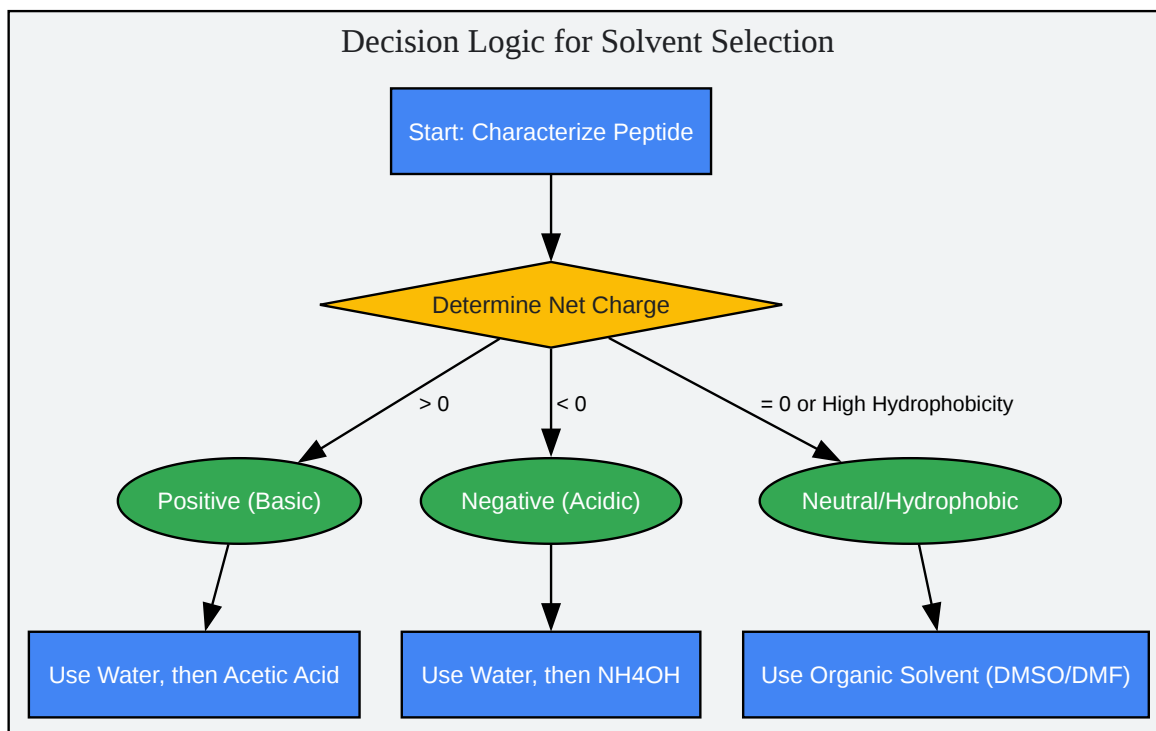 Decision Logic for Solvent Selection
Start: Characterize Peptide
Determine Net Charge
> 0
< 0
= 0 or High Hydrophobicity
Positive (Basic)
Negative (Acidic)
Neutral/Hydrophobic
Use Water, then Acetic Acid
Use Water, then NH4OH
Use Organic Solvent (DMSO/DMF)